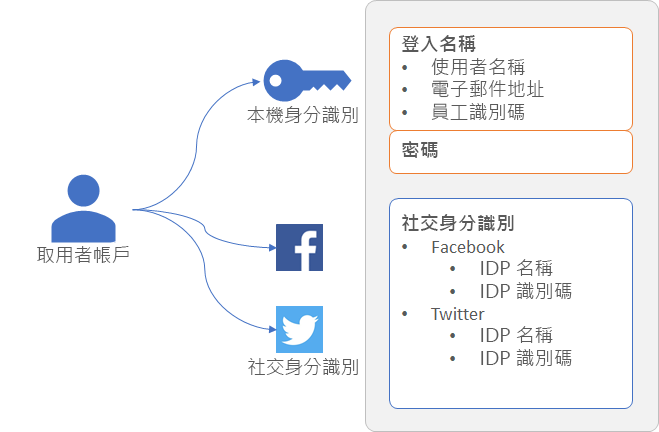 取用者帳戶
本機身分識別
社交身分識別
登入名稱
• 使用者名稱
• 電子郵件地址
• 員工識別碼
密碼
社交身分識別
• Facebook
• IDP 名稱
• IDP 識別碼
• Twitter
• IDP 名稱
• IDP 識別碼